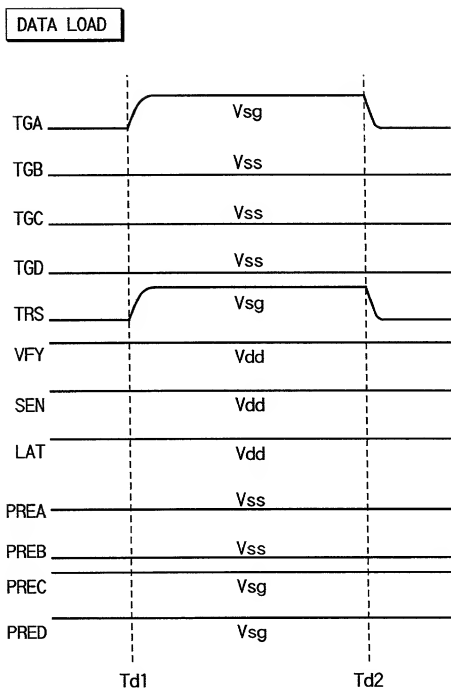 DATA LOAD
TGA Vsg
TGB Vss
TGC Vss
TGD Vss
TRS Vsg
VFY Vdd
SEN Vdd
LAT Vdd
PREA Vss
PREB Vss
PREC Vsg
PRED Vsg
Td1 Td2